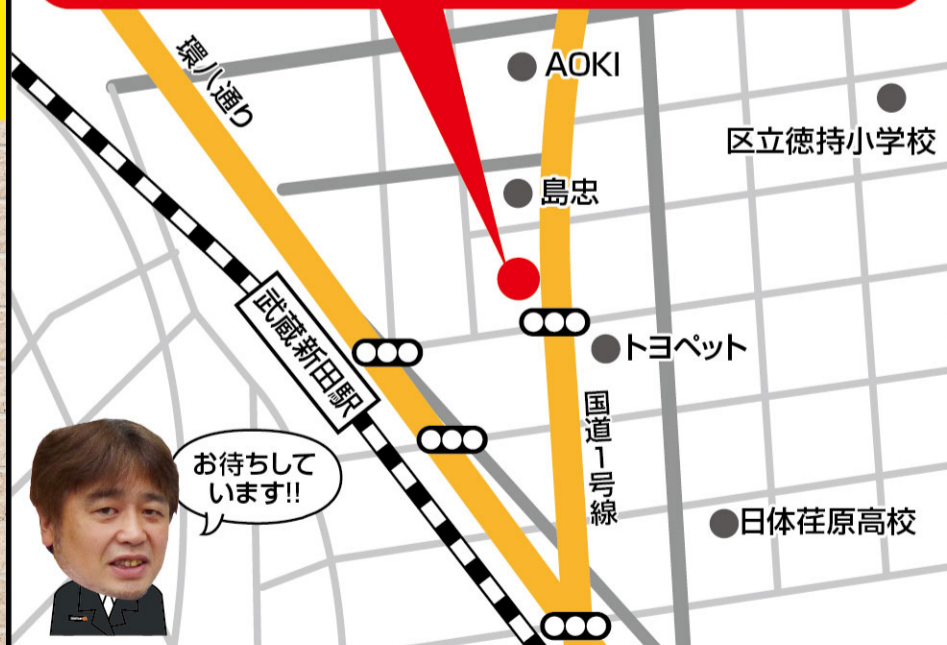 環八通り
AOKI
区立徳持小学校
島忠
武蔵新田駅
トヨペット
国道1号線
お待ちして
います!!
日体荏原高校